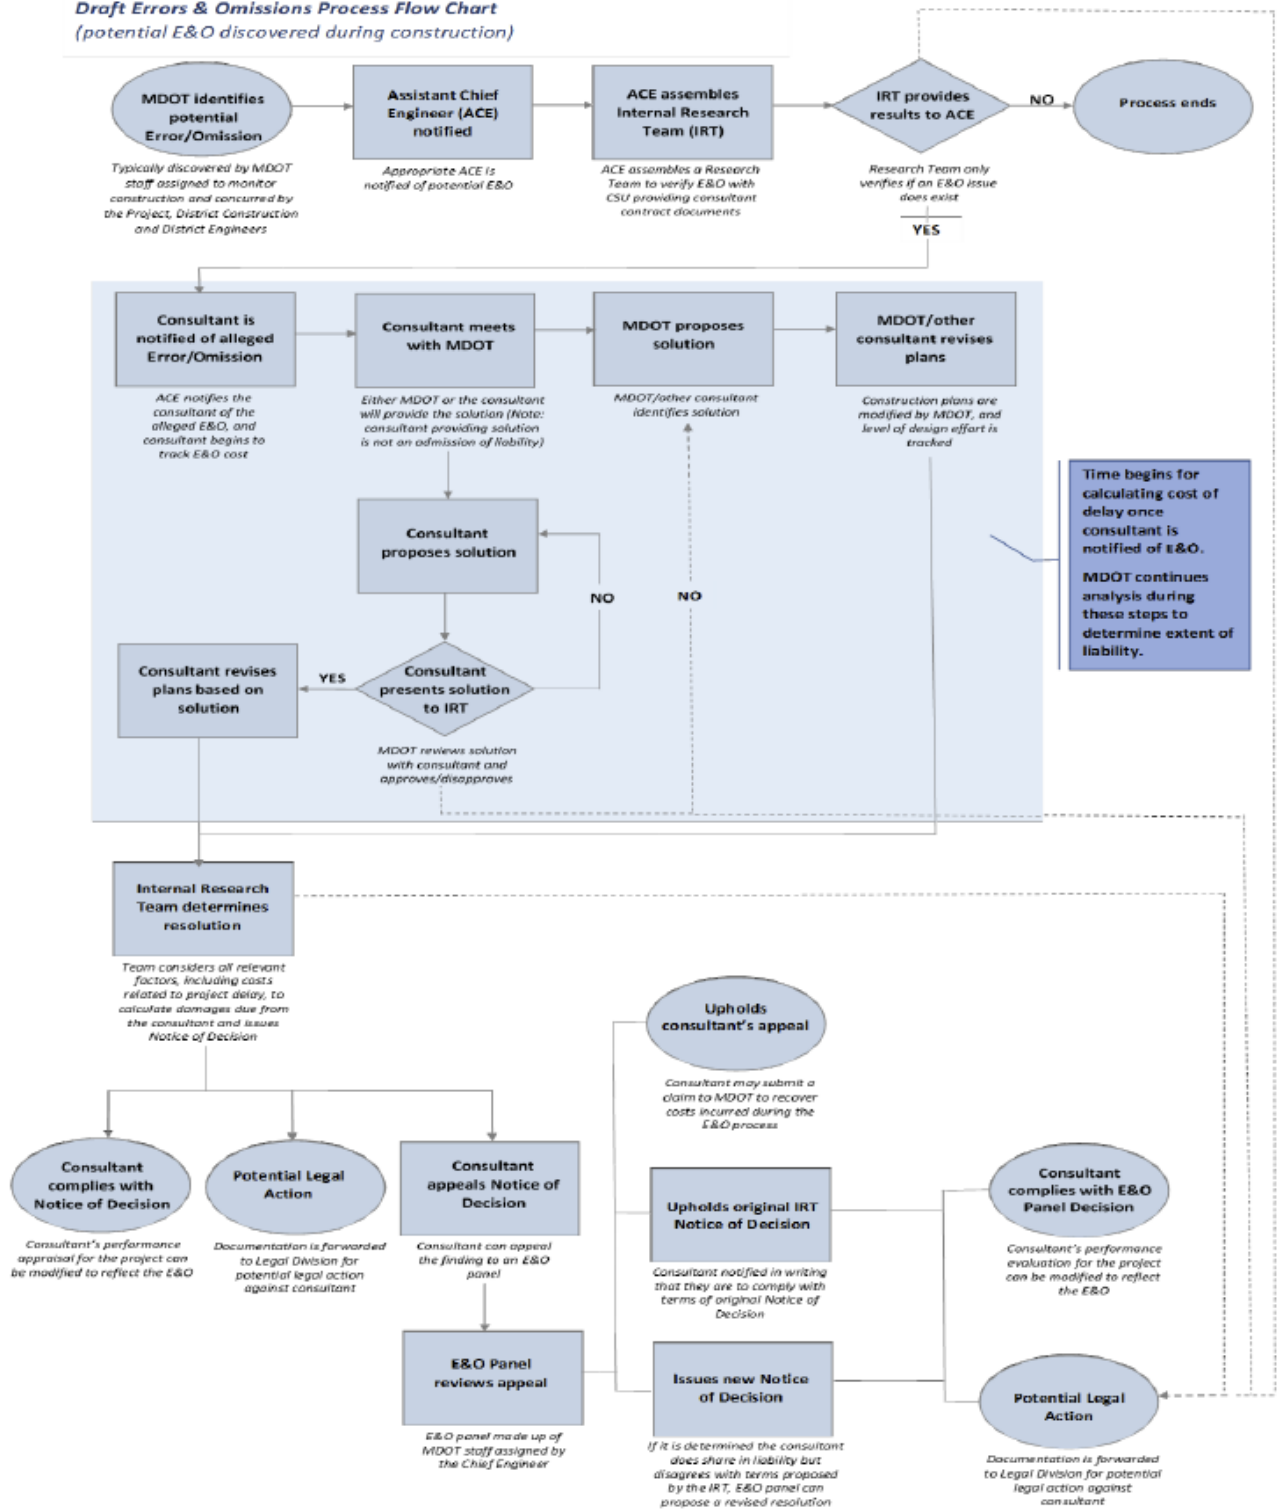 Draft Errors & Omissions Process Flow Chart
(potential E&O discovered during construction)
MDOT identifies
potential
Error/Omission
Typically discovered by MDOT
staff assigned to monitor
construction and concurred by
the Project, District Construction
and District Engineers
Assistant Chief
Engineer (ACE)
notified
Appropriate ACE is
notified of potential E&O
ACE assembles
Internal Research
Team (IRT)
ACE assembles a Research
Team to verify E&O with
CSU providing consultant
contract documents
IRT provides
results to ACE
Research Team only
verifies if an E&O issue
does exist
NO
Process ends
YES
Consultant is
notified of alleged
Error/Omission
ACE notifies the
consultant of the
alleged E&O, and
consultant begins to
track E&O cost
Consultant meets
with MDOT
Either MDOT or the consultant
will provide the solution (Note:
consultant providing solution
is not an admission of liability)
MDOT proposes
solution
MDOT/other consultant
identifies solution
MDOT/other
consultant revises
plans
Construction plans are
modified by MDOT, and
level of design effort is
tracked
Time begins for
calculating cost of
delay once
consultant is
notified of E&O.
MDOT continues
analysis during
these steps to
determine extent of
liability.
Consultant
proposes solution
NO
NO
Consultant
presents solution
to IRT
MDOT reviews solution
with consultant and
approves/disapproves
YES
Consultant revises
plans based on
solution
Internal Research
Team determines
resolution
Team considers all relevant
factors, including costs
related to project delay, to
calculate damages due from
the consultant and issues
Notice of Decision
Consultant
complies with
Notice of Decision
Consultant's performance
appraisal for the project can
be modified to reflect the E&O
Potential Legal
Action
Documentation is forwarded
to Legal Division for
potential legal action
against consultant
Consultant
appeals Notice of
Decision
Consultant can appeal
the finding to an E&O
panel
E&O Panel
reviews appeal
E&O panel made up of
MDOT staff assigned by
the Chief Engineer
Upholds
consultant's appeal
Consultant may submit a
claim to MDOT to recover
costs incurred during the
E&O process
Upholds original IRT
Notice of Decision
Consultant notified in writing
that they are to comply with
terms of original Notice of
Decision
Issues new Notice
of Decision
If it is determined the consultant
does share in liability but
disagrees with terms proposed
by the IRT, E&O panel can
propose a revised resolution
Consultant
complies with E&O
Panel Decision
Consultant's performance
evaluation for the project
can be modified to reflect
the E&O
Potential Legal
Action
Documentation is forwarded
to Legal Division for potential
legal action against
consultant